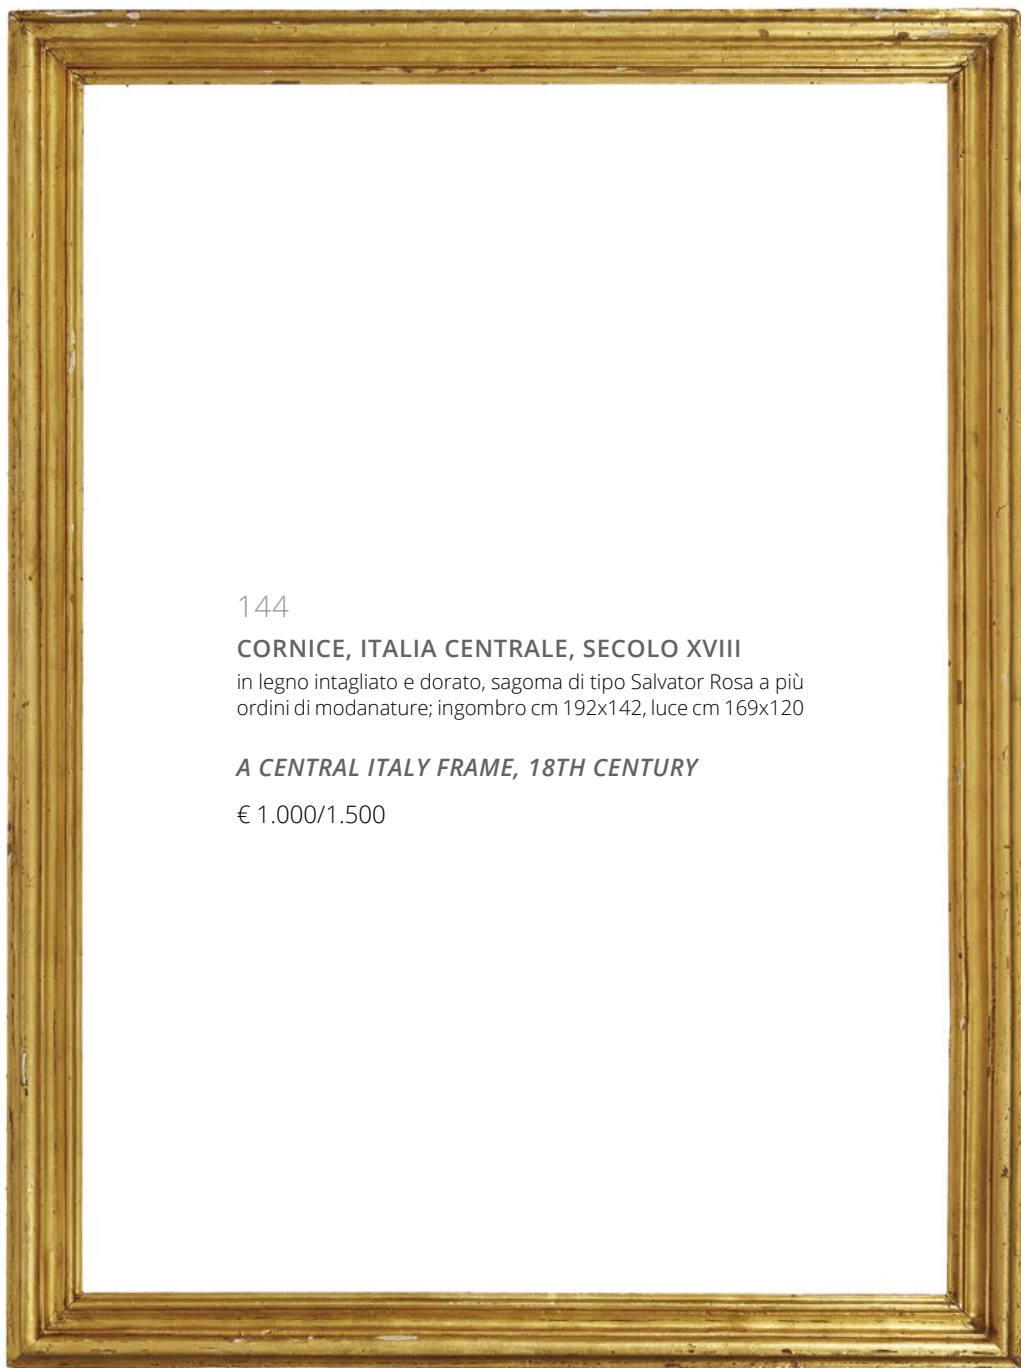 144
CORNICE, ITALIA CENTRALE, SECOLO XVIII
in legno intagliato e dorato, sagoma di tipo Salvator Rosa a più
ordini di modanature; ingombro cm 192x142, luce cm 169x120
A CENTRAL ITALY FRAME, 18TH CENTURY
€ 1.000/1.500